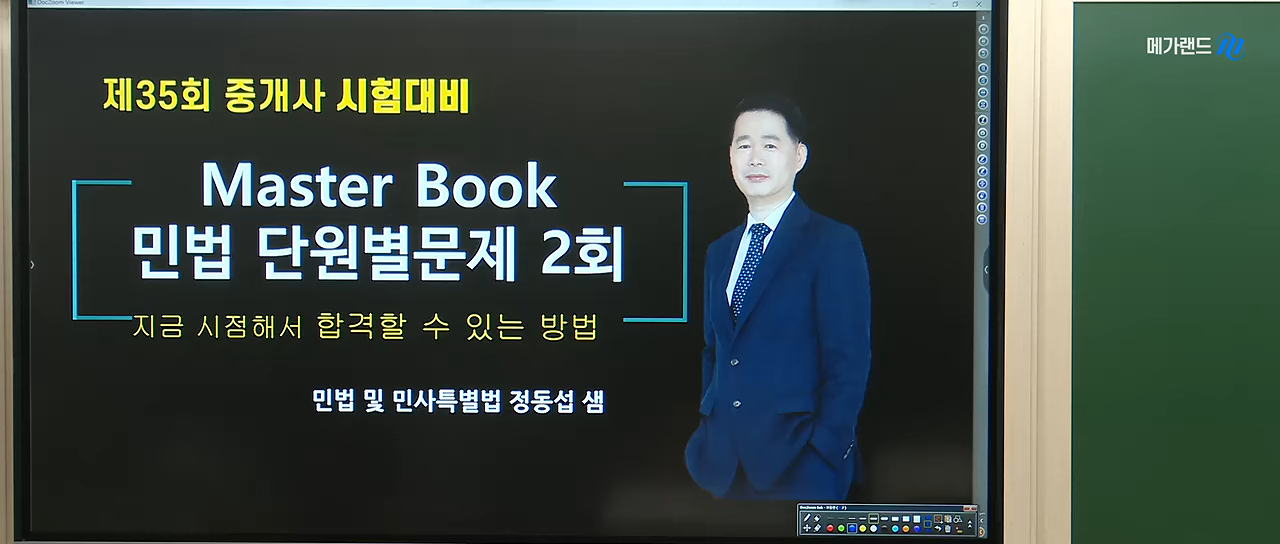 DocZoom Viewer
메가랜드
제35회 중개사 시험대비
Master Book
민법 단원별문제 2회
지금 시점해서 합격할 수 있는 방법
민법 및 민사특별법 정동섭 샘